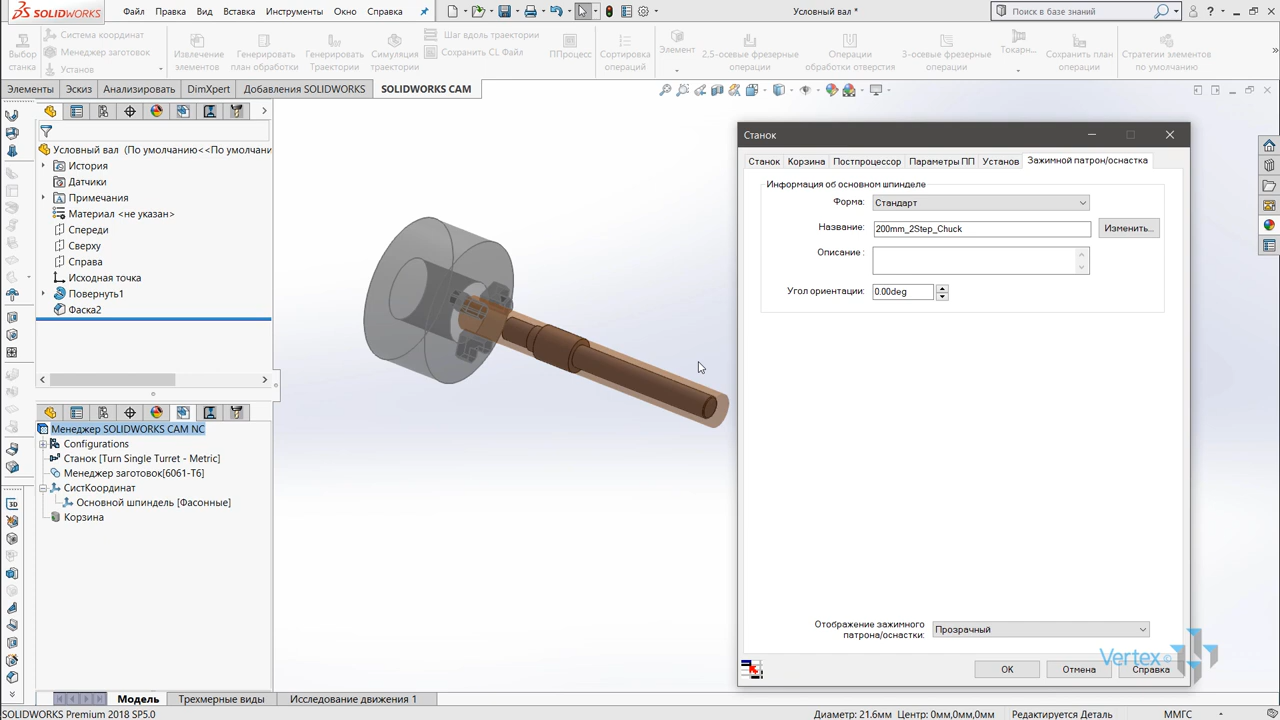 SOLIDWORKS
Файл Правка Вид Вставка Инструменты Окно Справка
Условный вал *
Поиск в базе знаний
Выбор станка
Система координат
Менеджер заготовок
Установ
Извлечение элементов
Генерировать план обработки
Генерировать Траектории
Симуляция траектории
Шаг вдоль траектории
Сохранить CL Файл
ППроцесс
Сортировка операций
Элемент
2,5-осевые фрезерные операции
Операции обработки отверстия
3-осевые фрезерные операции
Токарн...
Сохранить план операции
Стратегии элементов по умолчанию
Элементы Эскиз Анализировать DimXpert Добавления SOLIDWORKS SOLIDWORKS CAM
Условный вал (По умолчанию<<По умолчани
История
Датчики
Примечания
Материал <не указан>
Спереди
Сверху
Справа
Исходная точка
Повернуть1
Фаска2
Менеджер SOLIDWORKS CAM NC
Configurations
Станок [Turn Single Turret - Metric]
Менеджер заготовок[6061-T6]
СистКоординат
Основной шпиндель [Фасонные]
Корзина
Станок
Станок Корзина Постпроцессор Параметры ПП Установ Зажимной патрон/оснастка
Информация об основном шпинделе
Форма: Стандарт
Название: 200mm_2Step_Chuck Изменить...
Описание :
Угол ориентации: 0.00deg
Отображение зажимного патрона/оснастки: Прозрачный
OK Отмена Справка
Vertex©
Модель Трехмерные виды Исследование движения 1
SOLIDWORKS Premium 2018 SP5.0
Диаметр: 21.6мм Центр: 0мм,0мм,0мм Редактируется Деталь ММГС